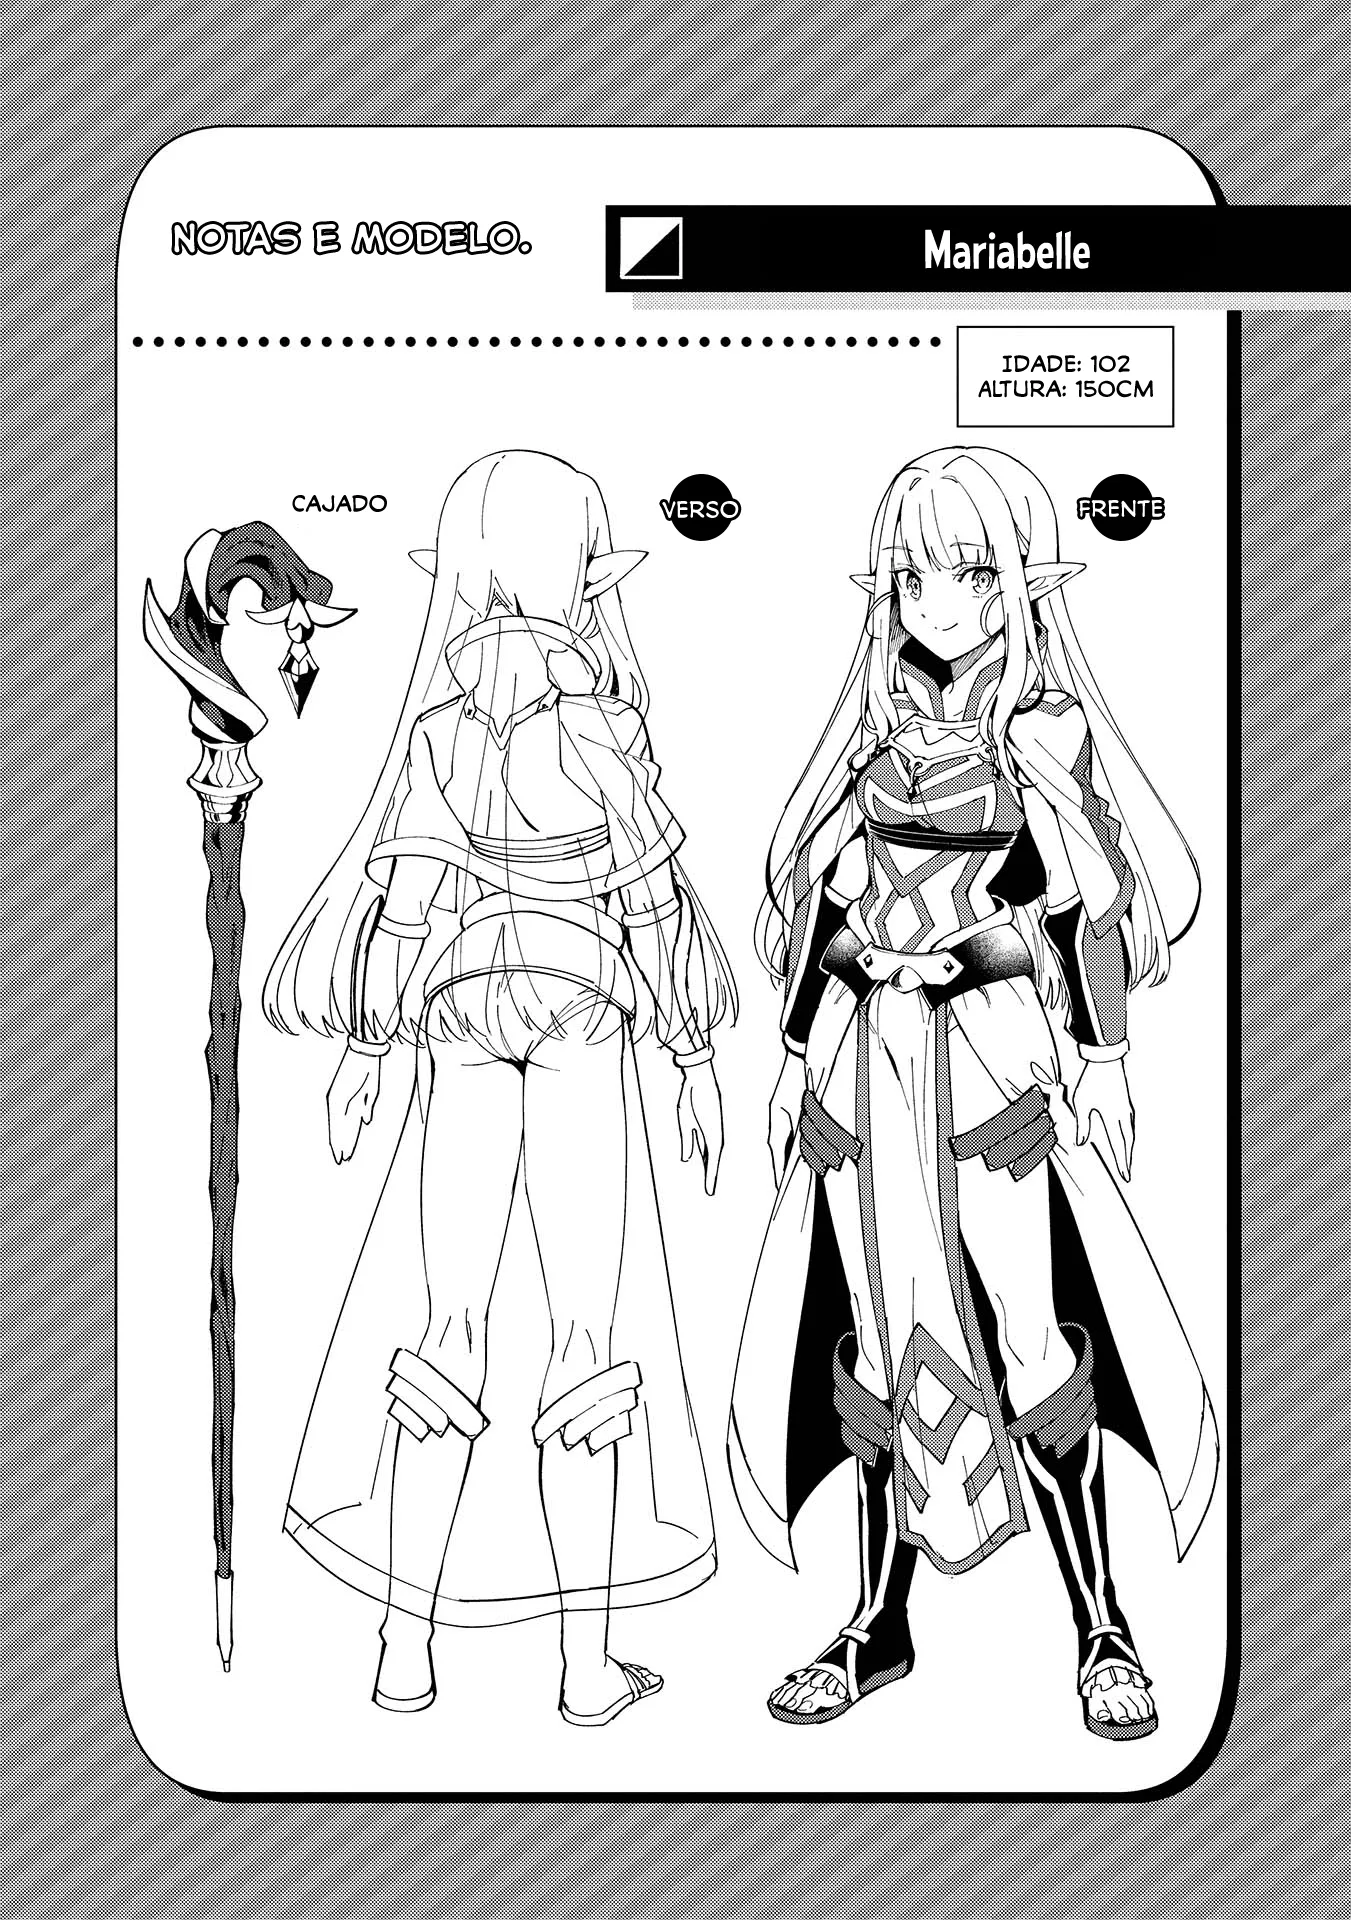 NOTAS E MODELO.
Mariabelle
IDADE: 102
ALTURA: 150CM
CAJADO
VERSO
FRENTE